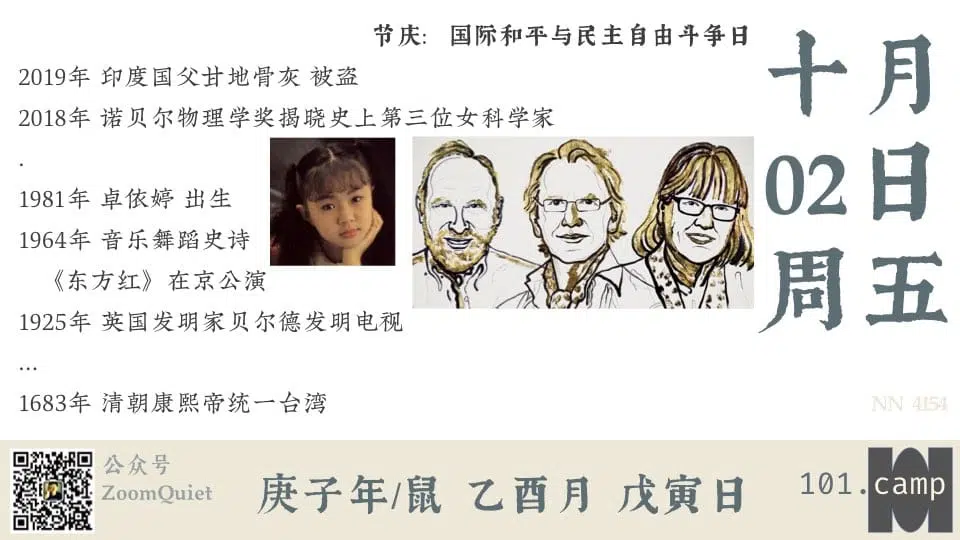 节庆: 国际和平与民主自由斗争日
2019年 印度国父甘地骨灰 被盗
2018年 诺贝尔物理学奖揭晓史上第三位女科学家
.
1981年 卓依婷 出生
1964年 音乐舞蹈史诗
《东方红》在京公演
1925年 英国发明家贝尔德发明电视
...
1683年 清朝康熙帝统一台湾
十月
02日
周五
NN 4154
公众号
ZoomQuiet
庚子年/鼠 乙酉月 戊寅日
101.camp